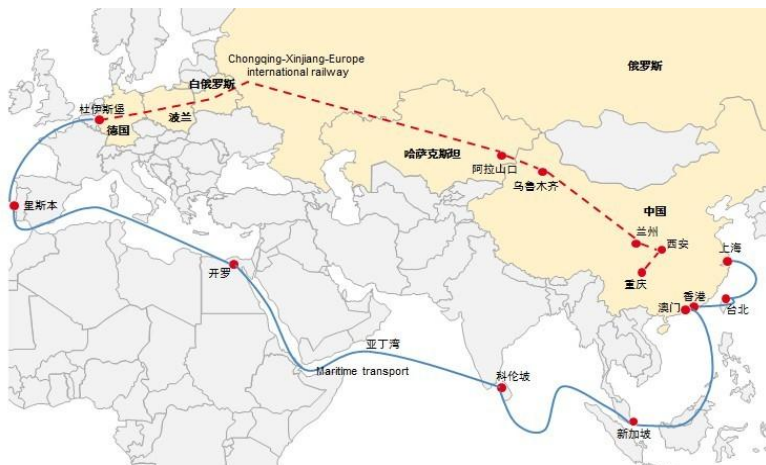 Chongqing-Xinjiang-Europe
international railway
俄罗斯
白俄罗斯
杜伊斯堡
波兰
德国
哈萨克斯坦
阿拉山口
乌鲁木齐
里斯本
中国
兰州
西安
上海
重庆
开罗
香港
澳门
台北
亚丁湾
Maritime transport
科伦坡
新加坡